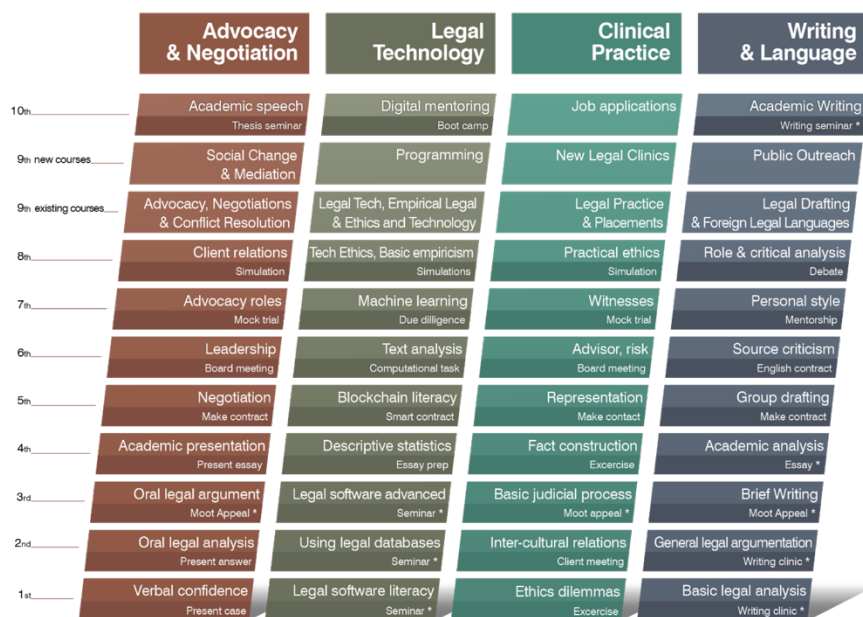 Advocacy
& Negotiation
Legal
Technology
Clinical
Practice
Writing
& Language
10th
Academic speech
Thesis seminar
Digital mentoring
Boot camp
Job applications
Academic Writing
Writing seminar *
9th new courses
Social Change
& Mediation
Programming
New Legal Clinics
Public Outreach
9th existing courses
Advocacy, Negotiations
& Conflict Resolution
Legal Tech, Empirical Legal
& Ethics and Technology
Legal Practice
& Placements
Legal Drafting
& Foreign Legal Languages
8th
Client relations
Simulation
Tech Ethics, Basic empiricism
Simulations
Practical ethics
Simulation
Role & critical analysis
Debate
7th
Advocacy roles
Mock trial
Machine learning
Due dilligence
Witnesses
Mock trial
Personal style
Mentorship
6th
Leadership
Board meeting
Text analysis
Computational task
Advisor, risk
Board meeting
Source criticism
English contract
5th
Negotiation
Make contract
Blockchain literacy
Smart contract
Representation
Make contact
Group drafting
Make contract
4th
Academic presentation
Present essay
Descriptive statistics
Essay prep
Fact construction
Excercise
Academic analysis
Essay *
3rd
Oral legal argument
Moot Appeal *
Legal software advanced
Seminar *
Basic judicial process
Moot appeal *
Brief Writing
Moot Appeal *
2nd
Oral legal analysis
Present answer
Using legal databases
Seminar *
Inter-cultural relations
Client meeting
General legal argumentation
Writing clinic *
1st
Verbal confidence
Present case
Legal software literacy
Seminar *
Ethics dilemmas
Excercise
Basic legal analysis
Writing clinic *